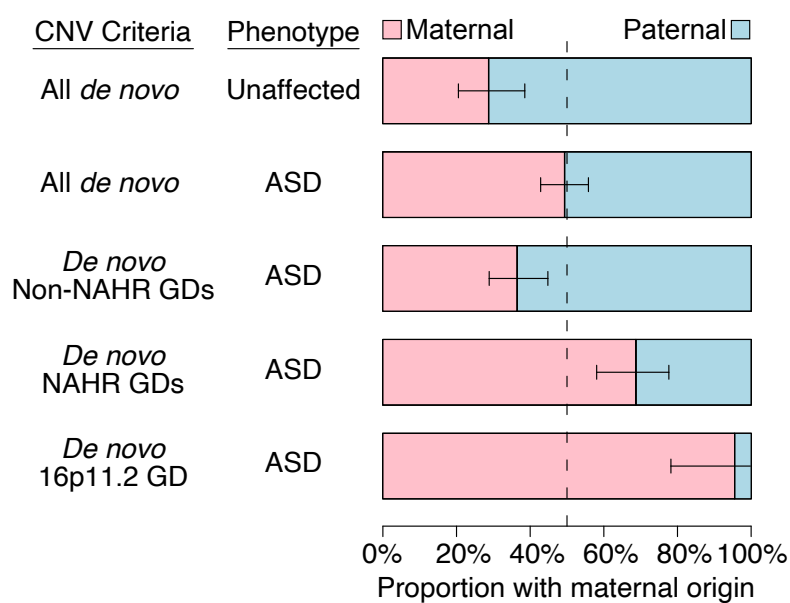 CNV Criteria Phenotype Maternal Paternal
All de novo Unaffected
All de novo ASD
De novo
Non-NAHR GDs ASD
De novo
NAHR GDs ASD
De novo
16p11.2 GD ASD
0% 20% 40% 60% 80% 100%
Proportion with maternal origin